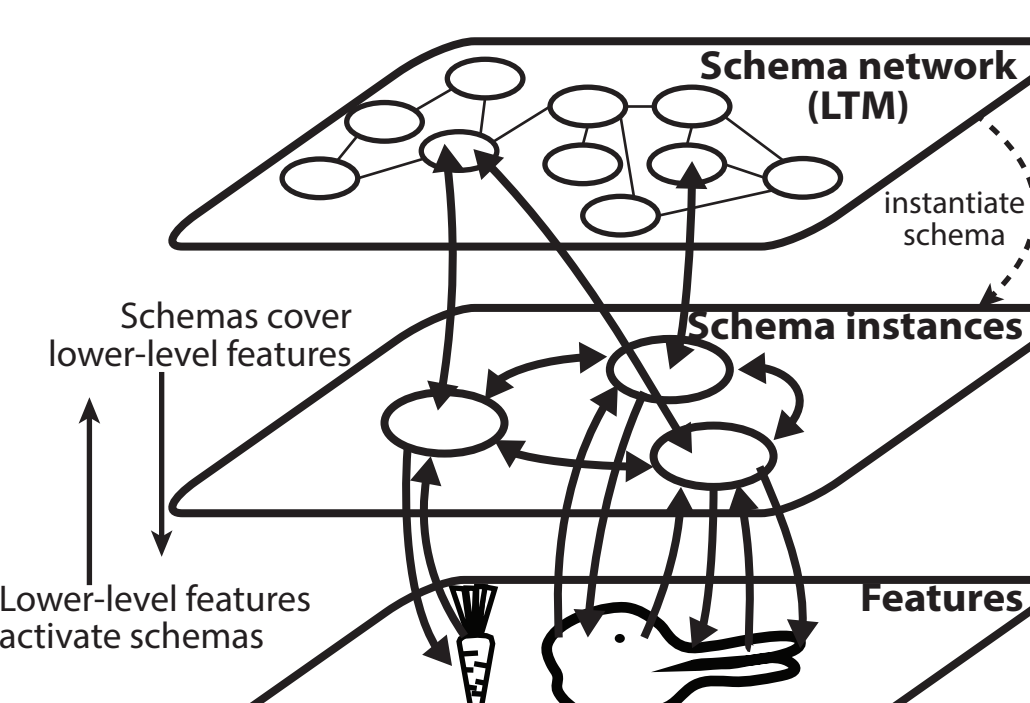 Schema network
(LTM)
instantiate
schema
Schemas cover
lower-level features
Schema instances
Lower-level features
activate schemas
Features